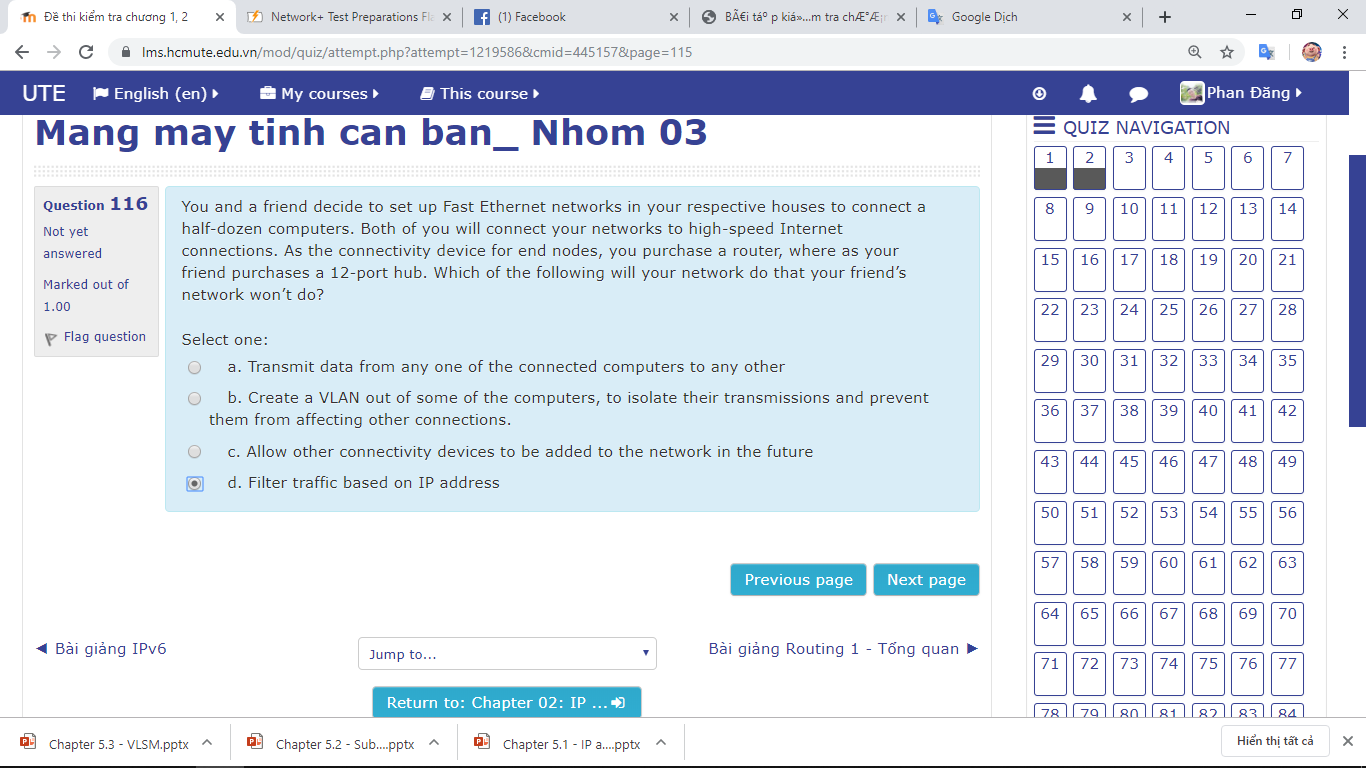 Đề thi kiểm tra chương 1, 2
Network+ Test Preparations Fla
(1) Facebook
BÃ€i táº­p kiá»...m tra chÆ°Æ¡n
Google Dịch
lms.hcmute.edu.vn/mod/quiz/attempt.php?attempt=1219586&cmid=445157&page=115
UTE
English (en)
My courses
This course
Phan Đăng
Mang may tinh can ban_ Nhom 03
Question 116
Not yet
answered
Marked out of
1.00
Flag question
You and a friend decide to set up Fast Ethernet networks in your respective houses to connect a
half-dozen computers. Both of you will connect your networks to high-speed Internet
connections. As the connectivity device for end nodes, you purchase a router, where as your
friend purchases a 12-port hub. Which of the following will your network do that your friend’s
network won’t do?
Select one:
a. Transmit data from any one of the connected computers to any other
b. Create a VLAN out of some of the computers, to isolate their transmissions and prevent
them from affecting other connections.
c. Allow other connectivity devices to be added to the network in the future
d. Filter traffic based on IP address
Previous page
Next page
◄ Bài giảng IPv6
Jump to...
Bài giảng Routing 1 - Tổng quan ►
Return to: Chapter 02: IP ...
QUIZ NAVIGATION
1 2 3 4 5 6 7
8 9 10 11 12 13 14
15 16 17 18 19 20 21
22 23 24 25 26 27 28
29 30 31 32 33 34 35
36 37 38 39 40 41 42
43 44 45 46 47 48 49
50 51 52 53 54 55 56
57 58 59 60 61 62 63
64 65 66 67 68 69 70
71 72 73 74 75 76 77
78 79 80 81 82 83 84
Chapter 5.3 - VLSM.pptx
Chapter 5.2 - Sub....pptx
Chapter 5.1 - IP a....pptx
Hiển thị tất cả